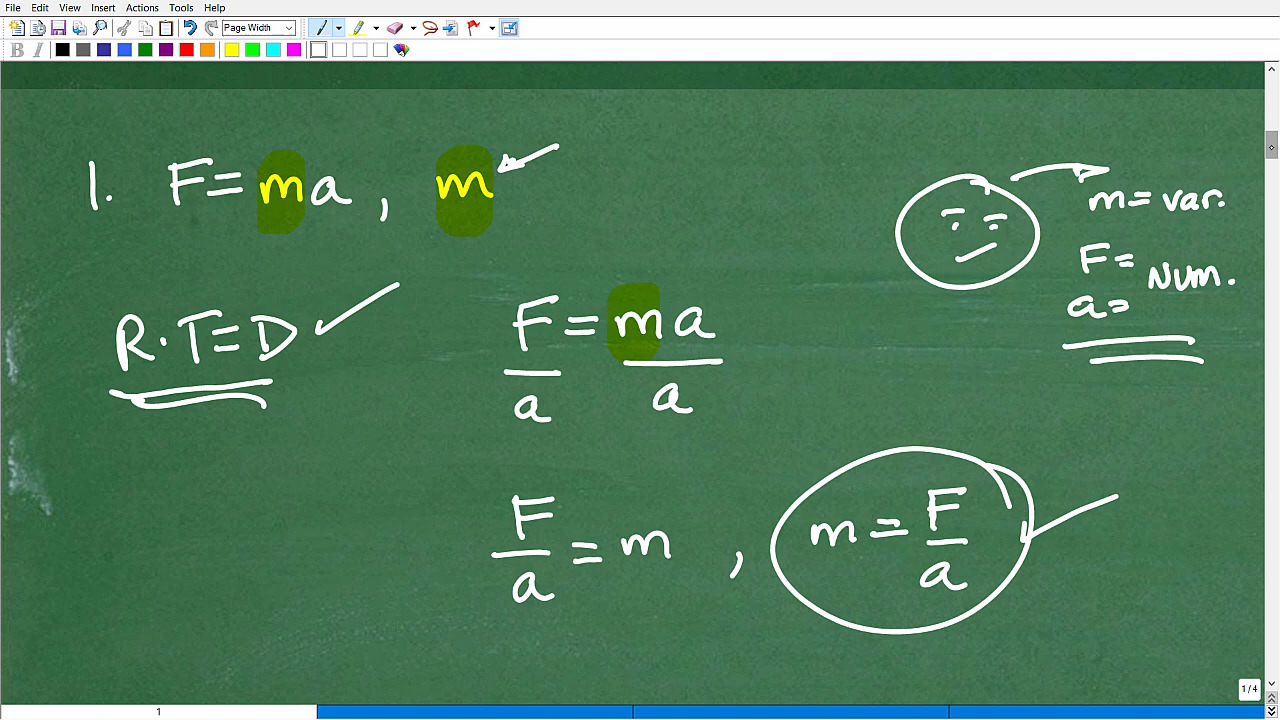 File Edit View Insert Actions Tools Help
Page Width
B I
1. F = ma , m
m = var.
F =
Num.
a =
R · T = D
F = ma
a a
F
a = m , m = F
a
1 / 4
1